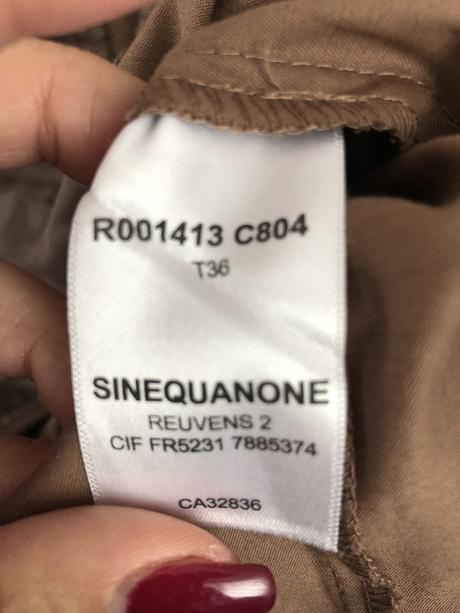 R001413 C804
T36
SINEQUANONE
REUVENS 2
CIF FR5231 7885374
CA32836